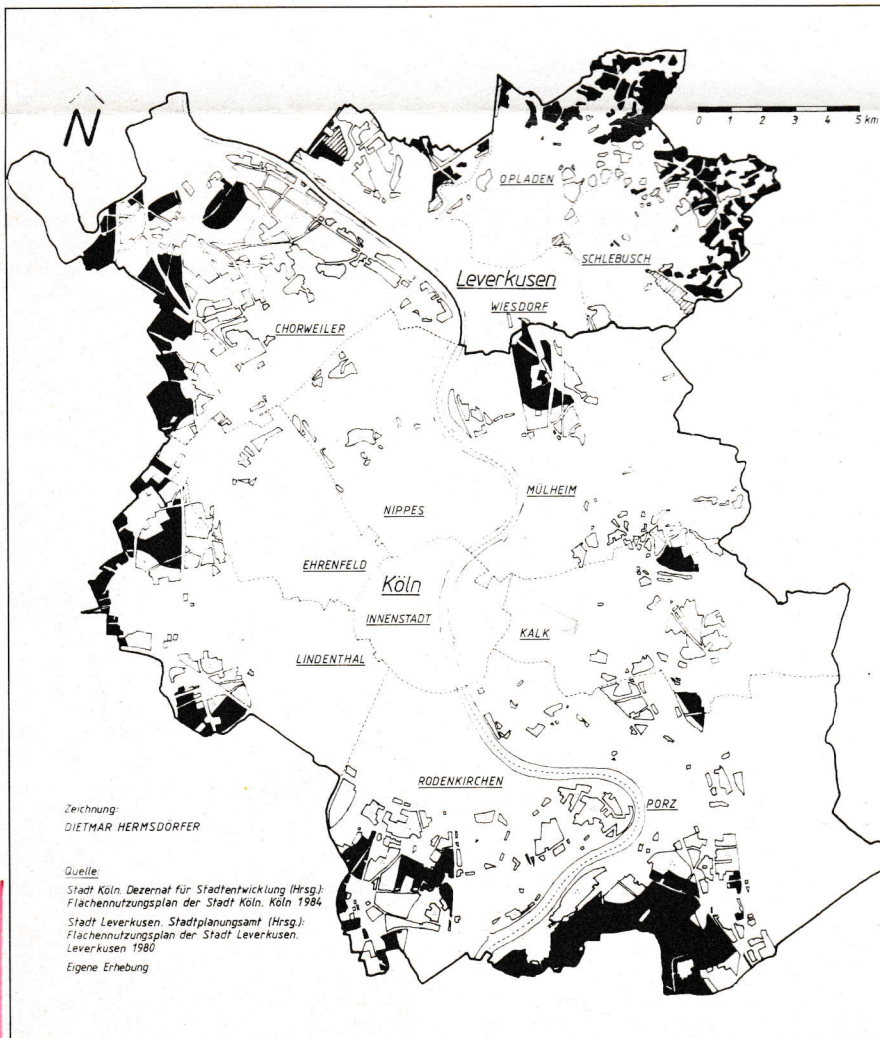 N
0 1 2 3 4 5 km
OPLADEN
SCHLEBUSCH
Leverkusen
WIESDORF
CHORWEILER
MÜLHEIM
NIPPES
EHRENFELD
Köln
INNENSTADT
KALK
LINDENTHAL
RODENKIRCHEN
PORZ
Zeichnung:
DIETMAR HERMSDÖRFER
Quelle:
Stadt Köln. Dezernat für Stadtentwicklung (Hrsg.):
Flächennutzungsplan der Stadt Köln. Köln 1984
Stadt Leverkusen. Stadtplanungsamt (Hrsg.):
Flächennutzungsplan der Stadt Leverkusen.
Leverkusen 1980
Eigene Erhebung